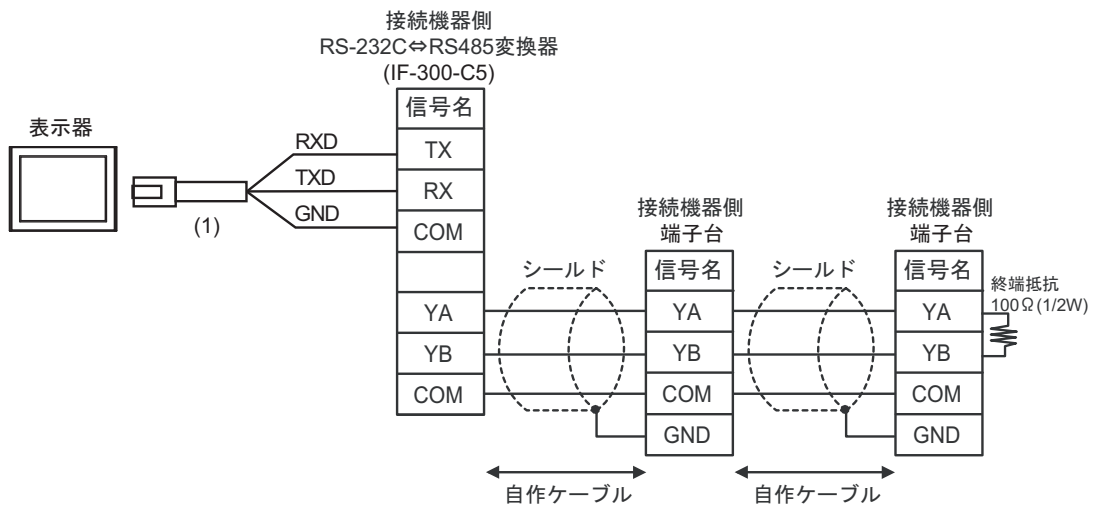 接続機器側
RS-232C⇔RS485変換器
(IF-300-C5)
信号名
表示器
RXD
TX
TXD
RX
GND
COM
(1)
YA
YB
COM
シールド
接続機器側
端子台
信号名
YA
YB
COM
GND
シールド
接続機器側
端子台
信号名
YA
YB
COM
GND
終端抵抗
100Ω(1/2W)
自作ケーブル
自作ケーブル